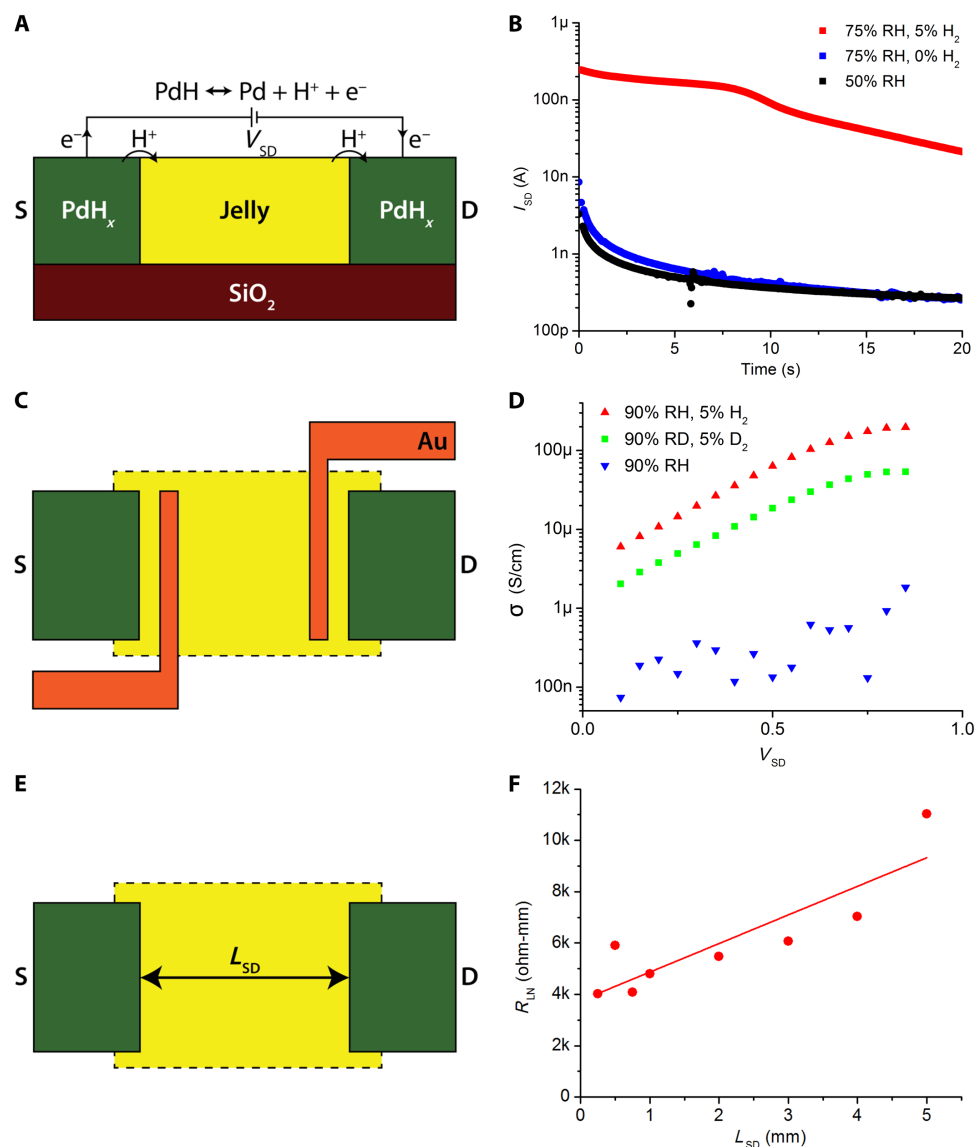 A
PdH ↔ Pd + H⁺ + e⁻
e⁻ H⁺ V_SD H⁺ e⁻
S PdHₓ Jelly PdHₓ D
SiO₂
B
1µ
100n
10n
1n
100p
I_SD (A)
75% RH, 5% H₂
75% RH, 0% H₂
50% RH
0 5 10 15 20
Time (s)
C
Au
S D
D
100µ
10µ
1µ
100n
σ (S/cm)
90% RH, 5% H₂
90% RD, 5% D₂
90% RH
0.0 0.5 1.0
V_SD
E
L_SD
S D
F
12k
10k
8k
6k
4k
2k
0
R_LN (ohm-mm)
0 1 2 3 4 5
L_SD (mm)